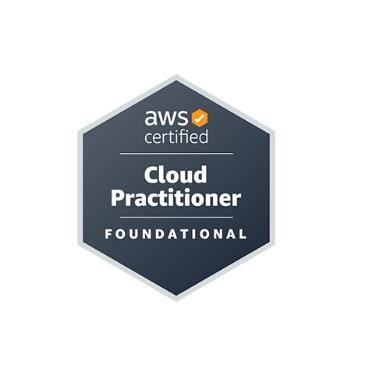 aws
certified
Cloud
Practitioner
FOUNDATIONAL